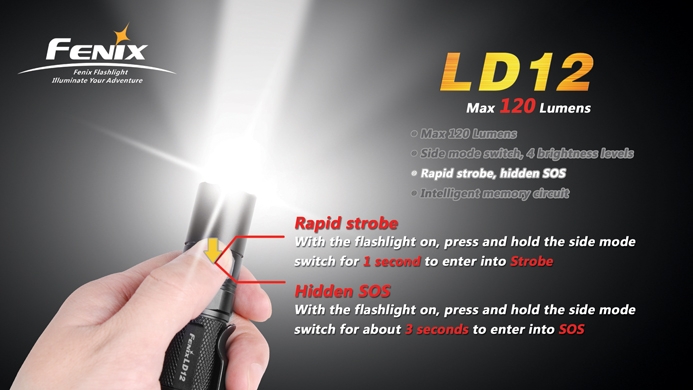 FENIX
Fenix Flashlight
Illuminate Your Adventure
LD12
Max 120 Lumens
• Max 120 Lumens
• Side mode switch, 4 brightness levels
• Rapid strobe, hidden SOS
• Intelligent memory circuit
Rapid strobe
With the flashlight on, press and hold the side mode
switch for 1 second to enter into Strobe
Hidden SOS
With the flashlight on, press and hold the side mode
switch for about 3 seconds to enter into SOS
Fenix LD12